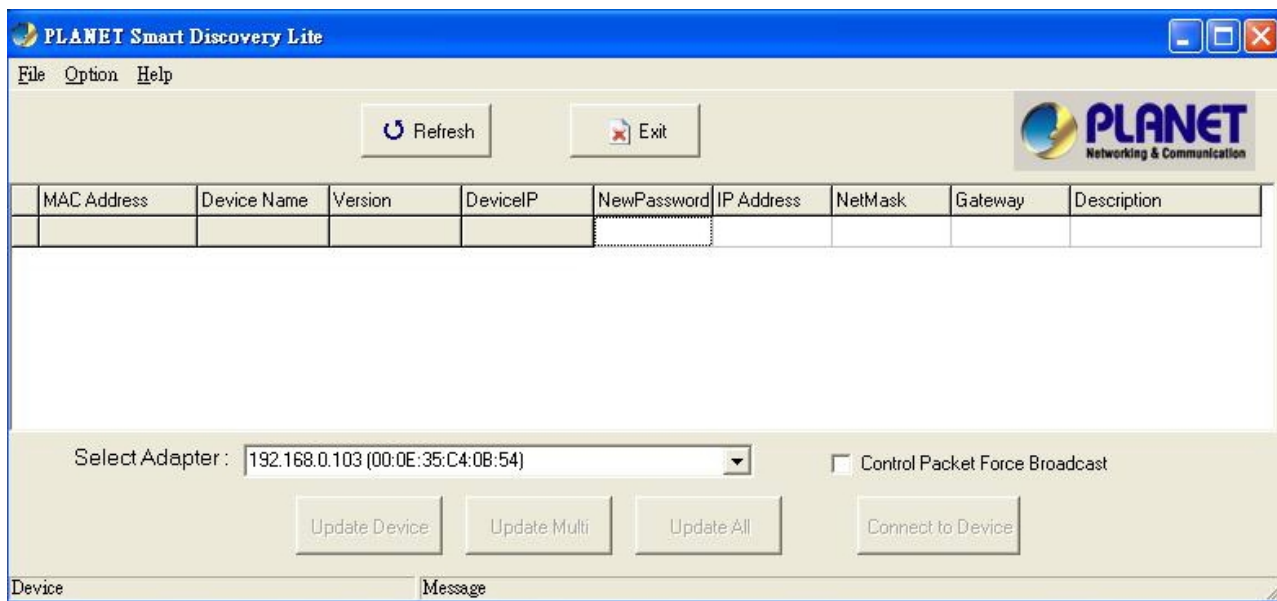 PLANET Smart Discovery Lite
File Option Help
Refresh Exit
PLANET
Networking & Communication
MAC Address Device Name Version DeviceIP NewPassword IP Address NetMask Gateway Description
Select Adapter : 192.168.0.103 (00:0E:35:C4:0B:54) Control Packet Force Broadcast
Update Device Update Multi Update All Connect to Device
Device Message